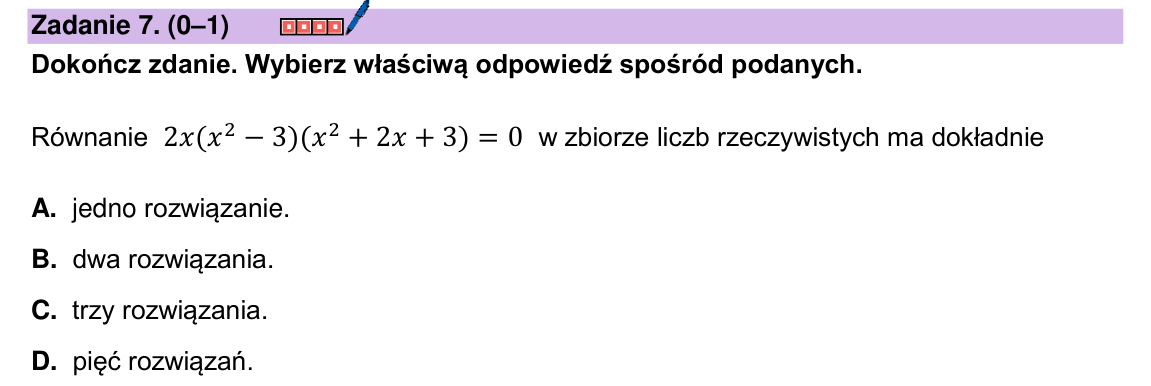 Zadanie 7. (0–1)
Dokończ zdanie. Wybierz właściwą odpowiedź spośród podanych.
Równanie 2x(x² − 3)(x² + 2x + 3) = 0 w zbiorze liczb rzeczywistych ma dokładnie
A. jedno rozwiązanie.
B. dwa rozwiązania.
C. trzy rozwiązania.
D. pięć rozwiązań.